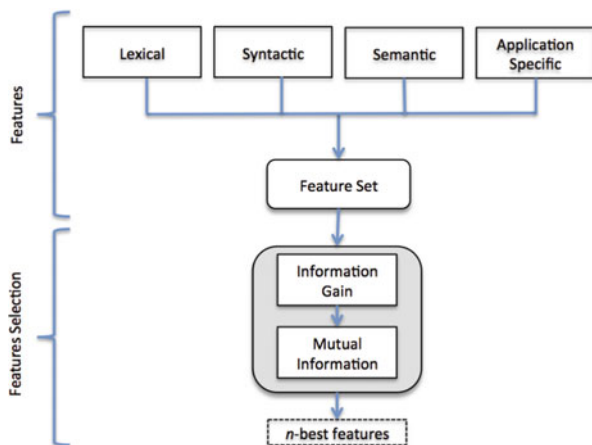 Lexical
Syntactic
Semantic
Application
Specific
Features
Feature Set
Features Selection
Information
Gain
Mutual
Information
n-best features